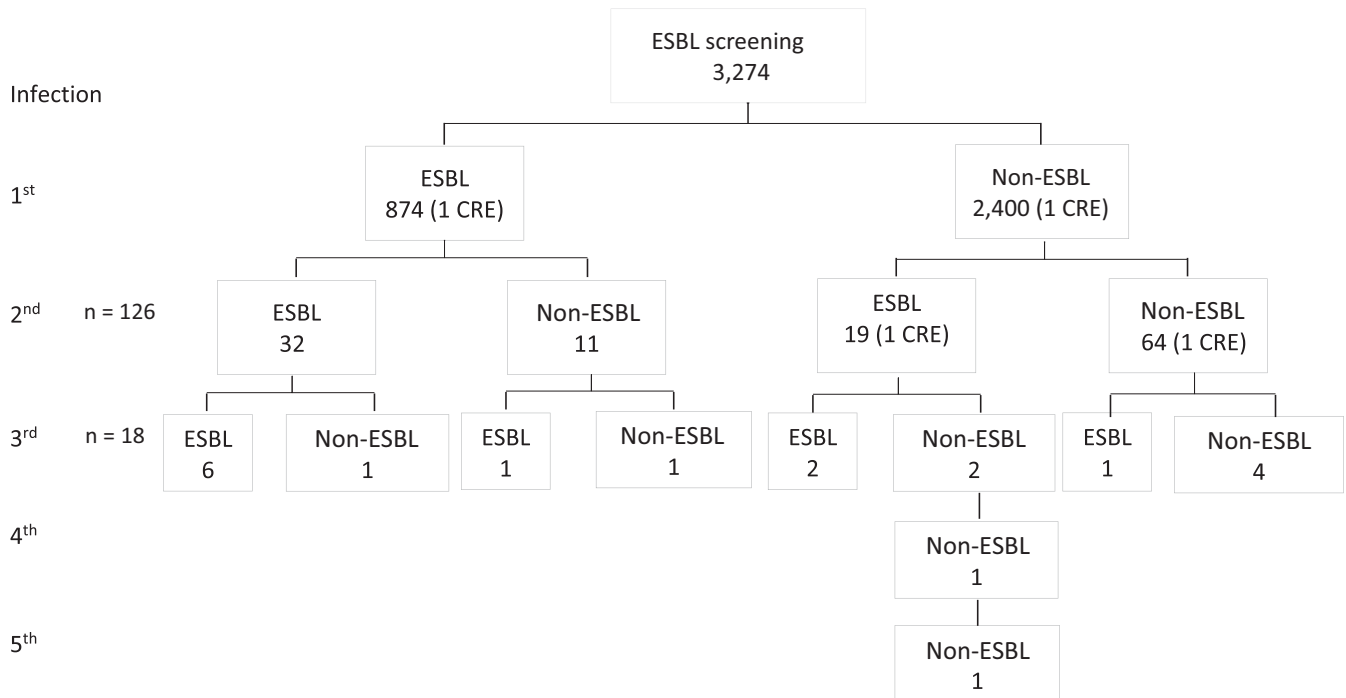 ESBL screening
3,274
Infection
1st
ESBL
874 (1 CRE)
Non-ESBL
2,400 (1 CRE)
2nd
n = 126
ESBL
32
Non-ESBL
11
ESBL
19 (1 CRE)
Non-ESBL
64 (1 CRE)
3rd
n = 18
ESBL
6
Non-ESBL
1
ESBL
1
Non-ESBL
1
ESBL
2
Non-ESBL
2
ESBL
1
Non-ESBL
4
4th
Non-ESBL
1
5th
Non-ESBL
1